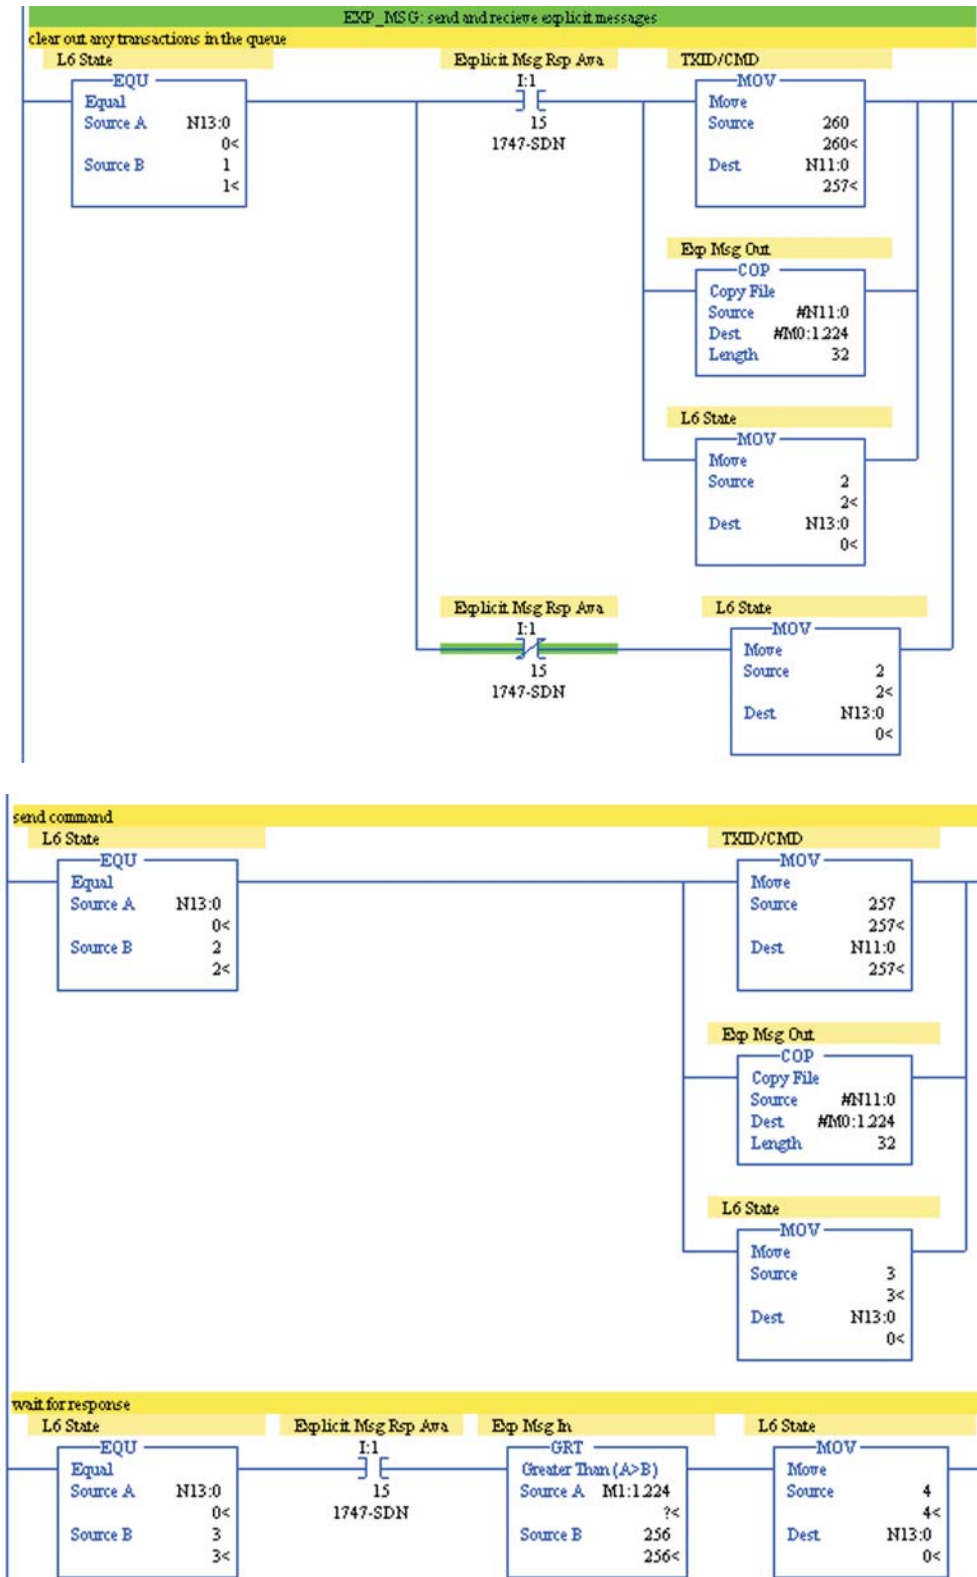 EXP_MSG: send and recieve explicit messages
clear out any transactions in the queue
L6 State
EQU
Equal
Source A N13:0
0<
Source B 1
1<
Explicit Msg Rsp Ava
I:1
15
1747-SDN
TXID/CMD
MOV
Move
Source 260
260<
Dest N11:0
257<
Exp Msg Out
COP
Copy File
Source #N11:0
Dest #M0:1.224
Length 32
L6 State
MOV
Move
Source 2
2<
Dest N13:0
0<
Explicit Msg Rsp Ava
I:1
15
1747-SDN
L6 State
MOV
Move
Source 2
2<
Dest N13:0
0<
send command
L6 State
EQU
Equal
Source A N13:0
0<
Source B 2
2<
TXID/CMD
MOV
Move
Source 257
257<
Dest N11:0
257<
Exp Msg Out
COP
Copy File
Source #N11:0
Dest #M0:1.224
Length 32
L6 State
MOV
Move
Source 3
3<
Dest N13:0
0<
wait for response
L6 State
EQU
Equal
Source A N13:0
0<
Source B 3
3<
Explicit Msg Rsp Ava
I:1
15
1747-SDN
Exp Msg In
GRT
Greater Than (A>B)
Source A M1:1.224
?<
Source B 256
256<
L6 State
MOV
Move
Source 4
4<
Dest N13:0
0<